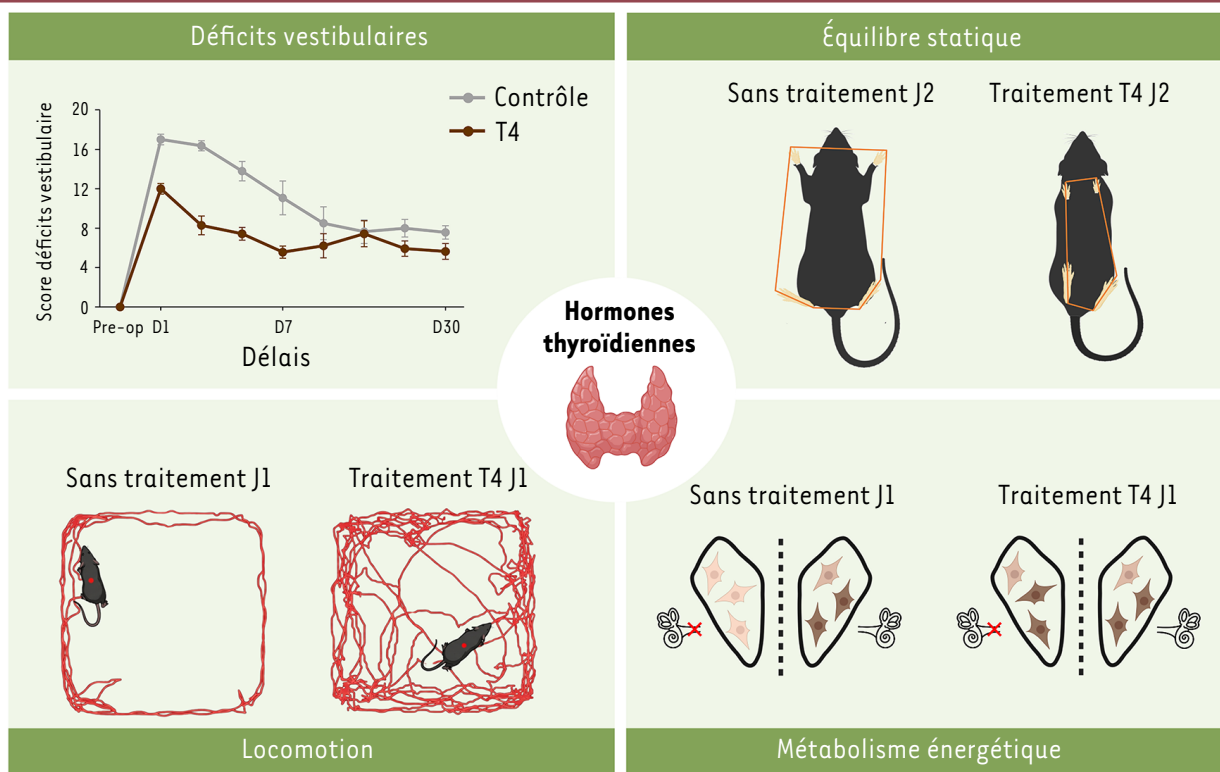 Déficits vestibulaires
Score déficits vestibulaire
20
16
12
8
4
0
Contrôle
T4
Pre-op D1 D7 D30
Délais
Équilibre statique
Sans traitement J2
Traitement T4 J2
Hormones
thyroïdiennes
Sans traitement J1
Traitement T4 J1
Locomotion
Sans traitement J1
Traitement T4 J1
Métabolisme énergétique